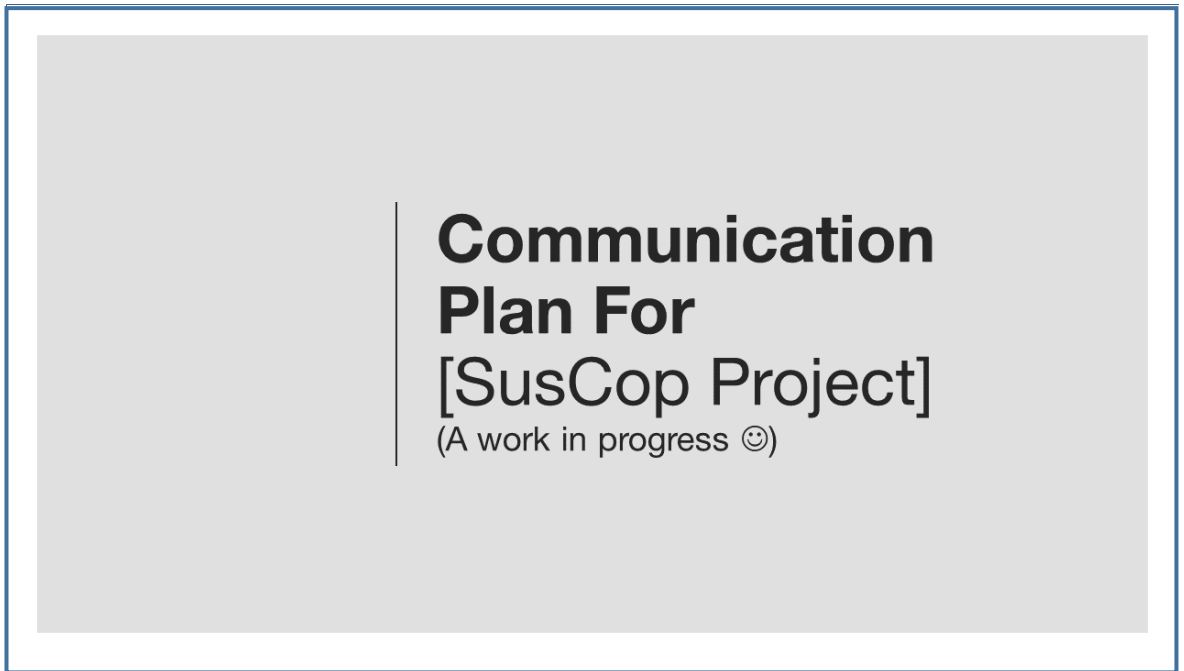 Communication
Plan For
[SusCop Project]
(A work in progress ☺)